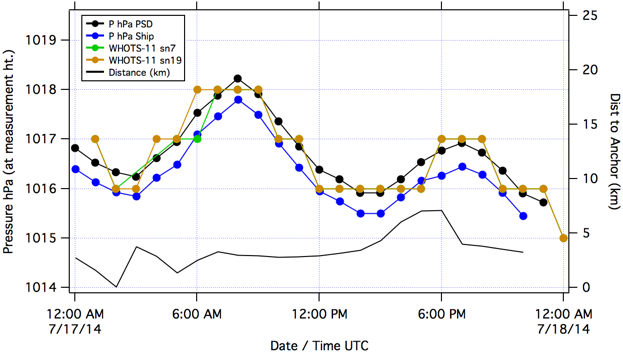 P hPa PSD
P hPa Ship
WHOTS-11 sn7
WHOTS-11 sn19
Distance (km)
Pressure hPa (at measurement ht.)
1019
1018
1017
1016
1015
1014
25
20
15
10
5
0
Dist to Anchor (km)
12:00 AM
7/17/14
6:00 AM
12:00 PM
6:00 PM
12:00 AM
7/18/14
Date / Time UTC